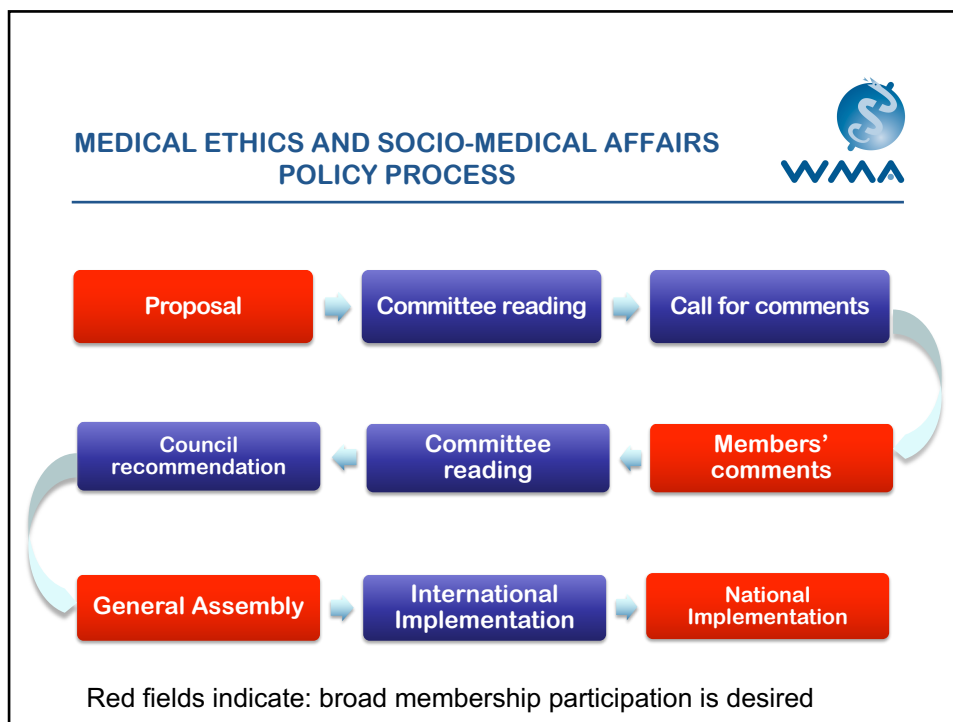 MEDICAL ETHICS AND SOCIO-MEDICAL AFFAIRS
POLICY PROCESS
WMA
Proposal
Committee reading
Call for comments
Members’
comments
Committee
reading
Council
recommendation
General Assembly
International
Implementation
National
Implementation
Red fields indicate: broad membership participation is desired